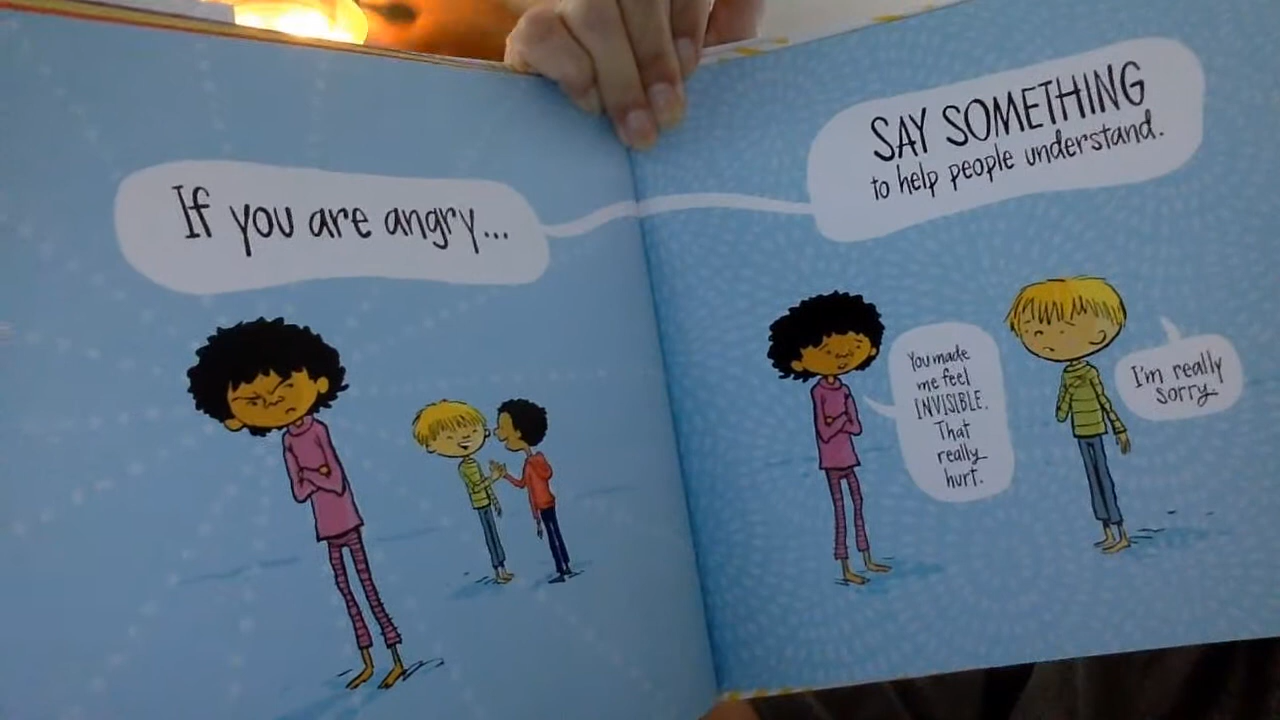 If you are angry...
SAY SOMETHING
to help people understand.
You made
me feel
INVISIBLE.
That
really
hurt.
I'm really
sorry.